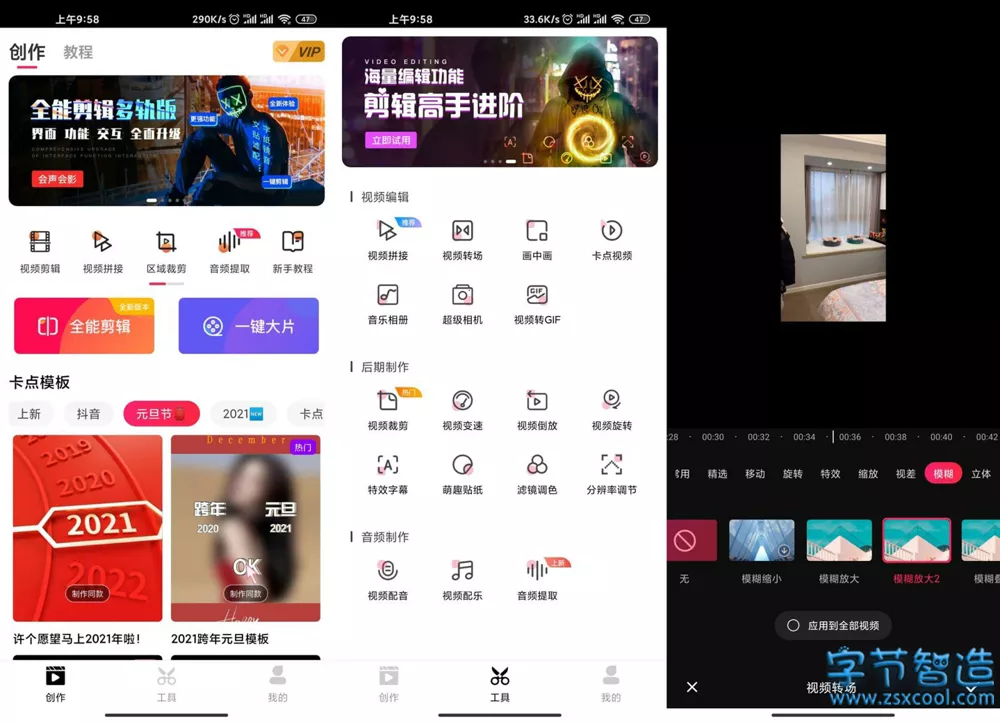 上午9:58
290K/s
47
创作 教程
VIP
全能剪辑多轨版
界面 功能 交互 全面升级
COMPREHENSIVE UPGRADE
OF INTERFACE FUNCTION INTERACTION
会声会影
全新体验
更强功能
一键剪辑
视频剪辑 视频拼接 区域裁剪 音频提取 新手教程
推荐
全能剪辑
全新版本
一键大片
卡点模板
上新 抖音 元旦节 2021 NEW 卡点
2019
2020
2021
2022
制作同款
December
热门
跨年 元旦
2020 2021
OK
制作同款
Happy
许个愿望马上2021年啦!
2021跨年元旦模板
创作 工具 我的
上午9:58
33.6K/s
47
VIDEO EDITING
海量编辑功能
剪辑高手进阶
立即试用
视频编辑
推荐
视频拼接 视频转场 画中画 卡点视频
GIF
音乐相册 超级相机 视频转GIF
后期制作
热门
视频裁剪 视频变速 视频倒放 视频旋转
特效字幕 萌趣贴纸 滤镜调色 分辨率调节
音频制作
上新
视频配音 视频配乐 音频提取
创作 工具 我的
:28 00:30 00:32 00:34 00:36 00:38 00:40 00:42
常用 精选 移动 旋转 特效 缩放 视差 模糊 立体
无 模糊缩小 模糊放大 模糊放大2 模糊
应用到全部视频
视频转场
字节智造
www.zsxcool.com